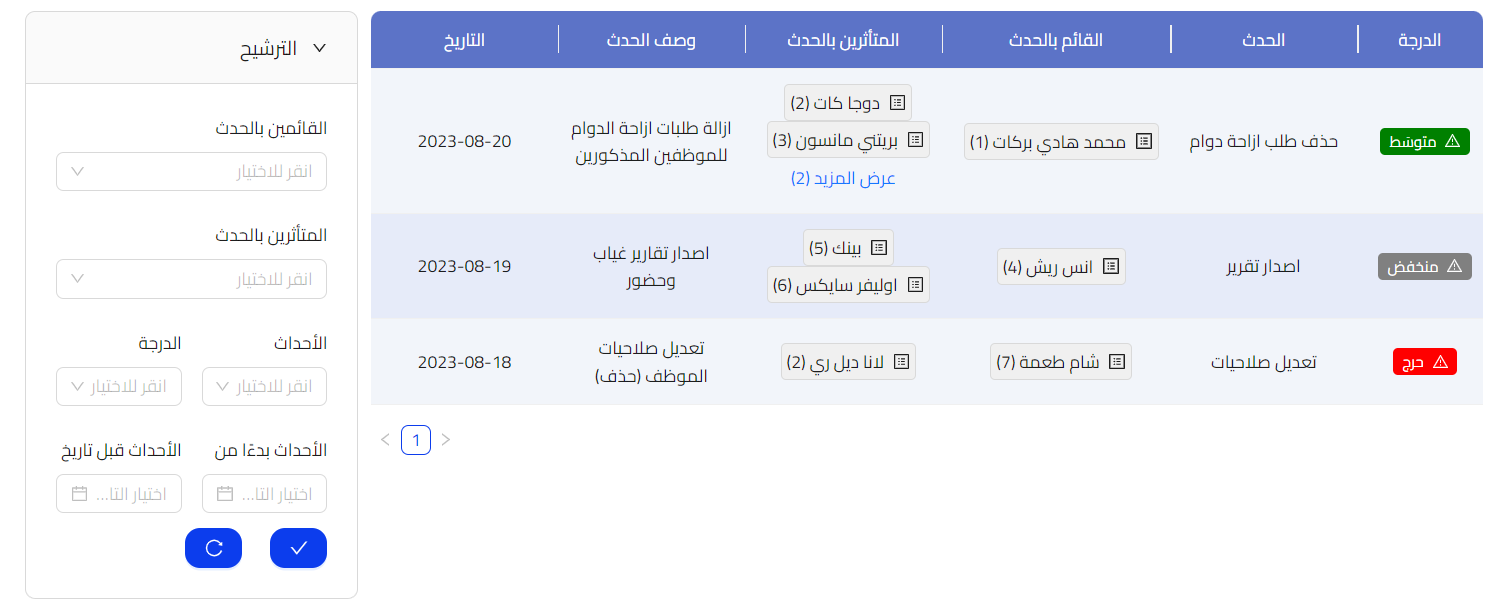 الدرجة
الحدث
القائم بالحدث
المتأثرين بالحدث
وصف الحدث
التاريخ
متوسط
حذف طلب ازاحة دوام
محمد هادي بركات (1)
دوجا كات (2)
بريتني مانسون (3)
عرض المزيد (2)
ازالة طلبات ازاحة الدوام
للموظفين المذكورين
2023-08-20
منخفض
اصدار تقرير
انس ريش (4)
بينك (5)
اوليفر سايكس (6)
اصدار تقارير غياب
وحضور
2023-08-19
حرج
تعديل صلاحيات
شام طعمة (7)
لانا ديل ري (2)
تعديل صلاحيات
الموظف (حذف)
2023-08-18
1
الترشيح
القائمين بالحدث
انقر للاختيار
المتأثرين بالحدث
انقر للاختيار
الأحداث
الدرجة
انقر للاختيار
انقر للاختيار
الأحداث بدءًا من
الأحداث قبل تاريخ
اختيار التا...
اختيار التا...